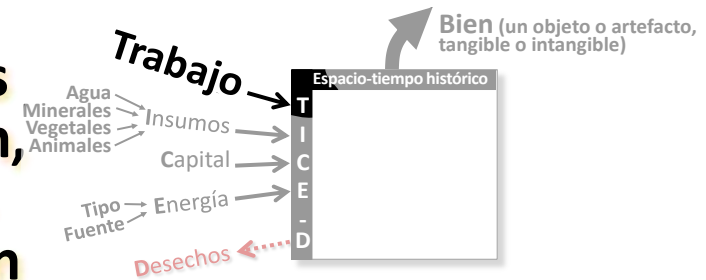 Bien (un objeto o artefacto,
tangible o intangible)
Trabajo
Espacio-tiempo histórico
Agua
Minerales
Vegetales
Animales
Insumos
Capital
Tipo
Fuente
Energía
Desechos
T
I
C
E
-
D
s
n,
n